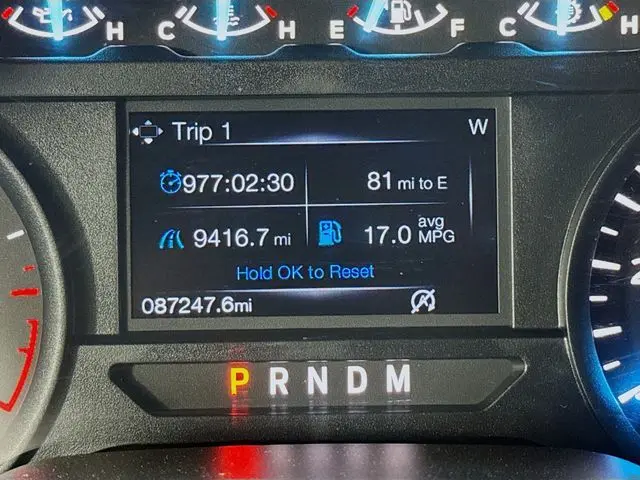 H C H E F C H
Trip 1 W
977:02:30 81 mi to E
9416.7 mi 17.0 avg MPG
Hold OK to Reset
087247.6mi
P R N D M